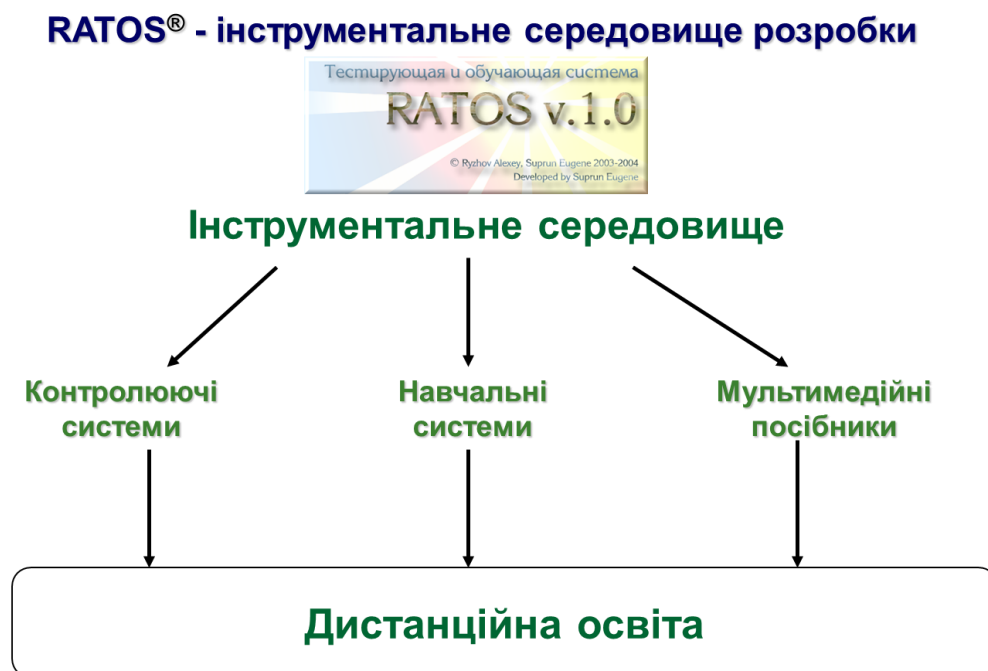 RATOS® - інструментальне середовище розробки
Тестирующая и обучающая система
RATOS v.1.0
© Ryzhov Alexey, Suprun Eugene 2003-2004
Developed by Suprun Eugene
Інструментальне середовище
Контролюючі Навчальні Мультимедійні
системи системи посібники
Дистанційна освіта